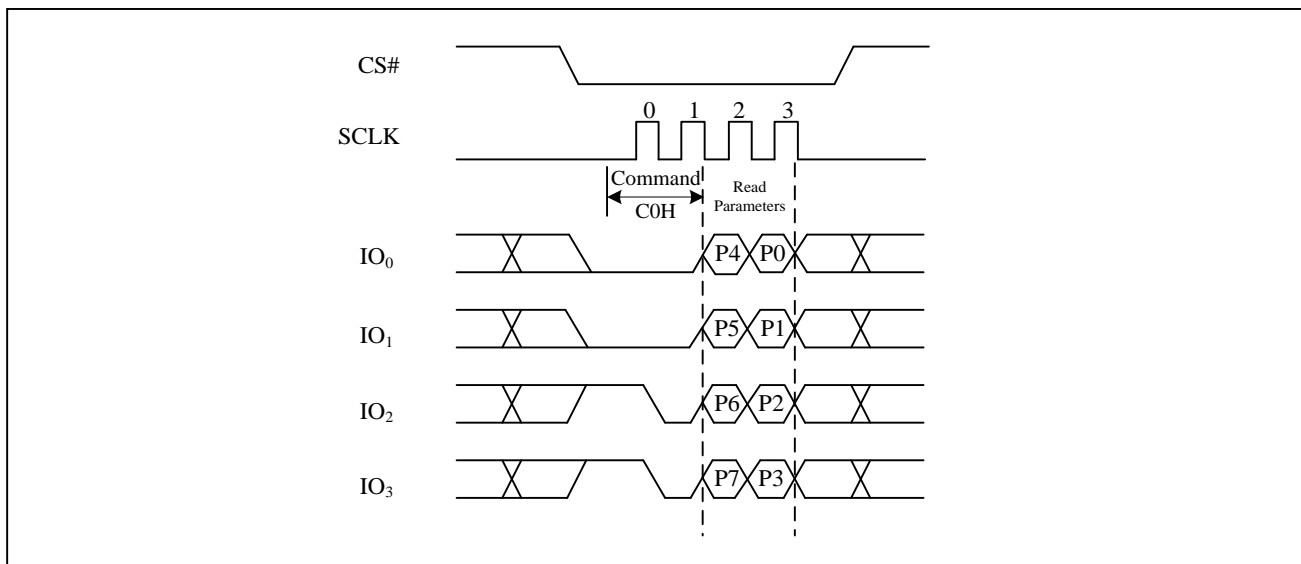 CS#
0 1 2 3
SCLK
Command
Read
Parameters
C0H
IO₀ P4 P0
IO₁ P5 P1
IO₂ P6 P2
IO₃ P7 P3